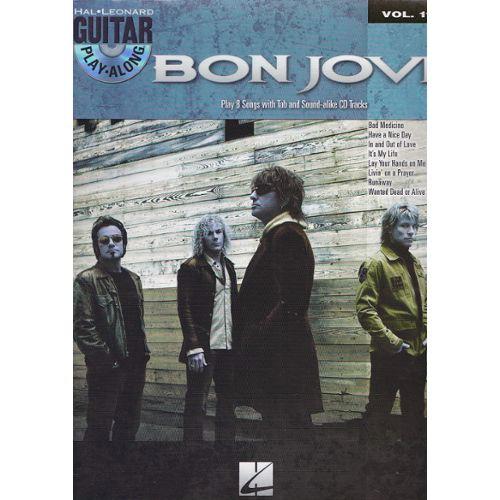 HAL•LEONARD
GUITAR
PLAY-ALONG
VOL. 1
BON JOVI
Play 8 Songs with Tab and Sound-alike CD Tracks
Bad Medicine
Have a Nice Day
In and Out of Love
It's My Life
Lay Your Hands on Me
Livin' on a Prayer
Runaway
Wanted Dead or Alive